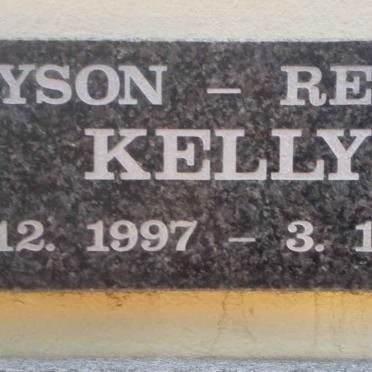 YSON – RE
KELLY
12. 1997 – 3. 1